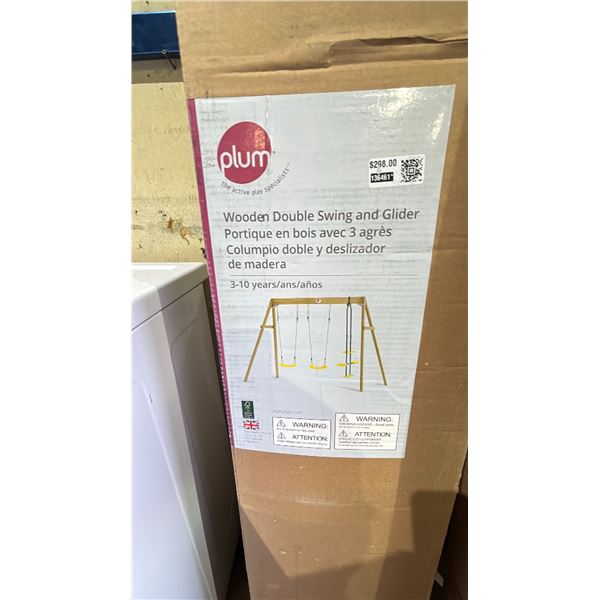 plum
the active play specialists
$298.00
136461
Wooden Double Swing and Glider
Portique en bois avec 3 agrès
Columpio doble y deslizador
de madera
3-10 years/ans/años
WARNING:
ATTENTION:
WARNING:
ATTENTION: